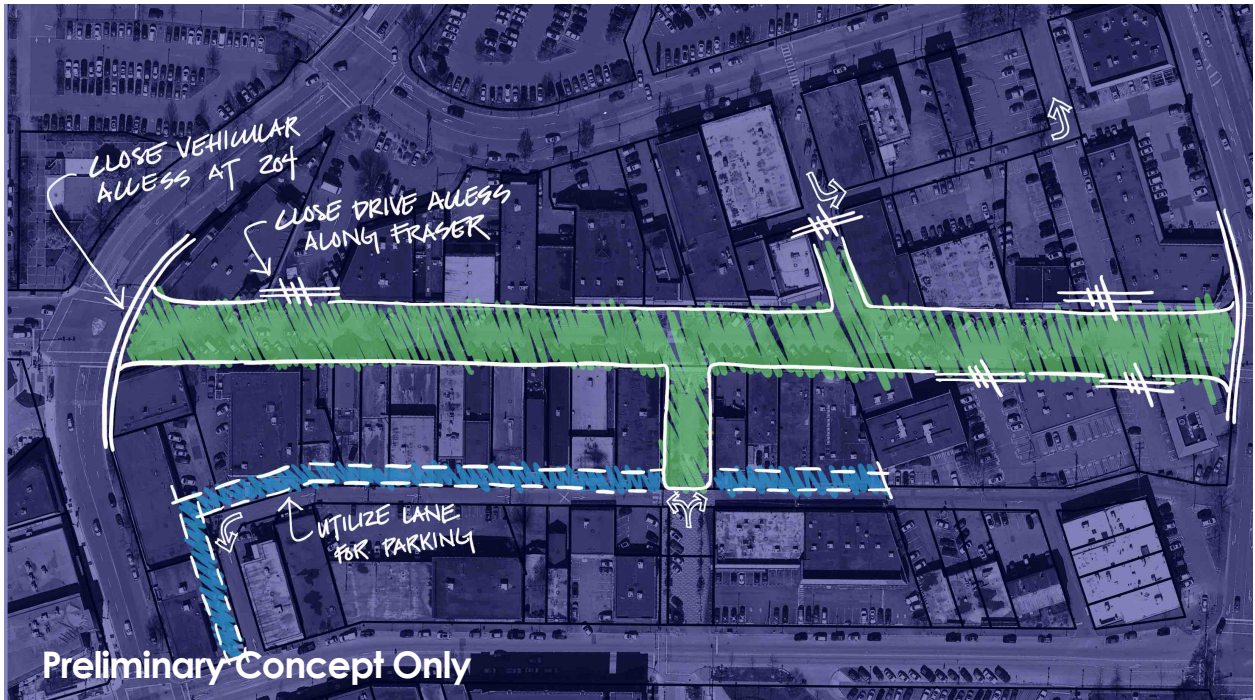 CLOSE VEHICULAR
ACCESS AT 204
CLOSE DRIVE ACCESS
ALONG FRASER
UTILIZE LANE
FOR PARKING
Preliminary Concept Only